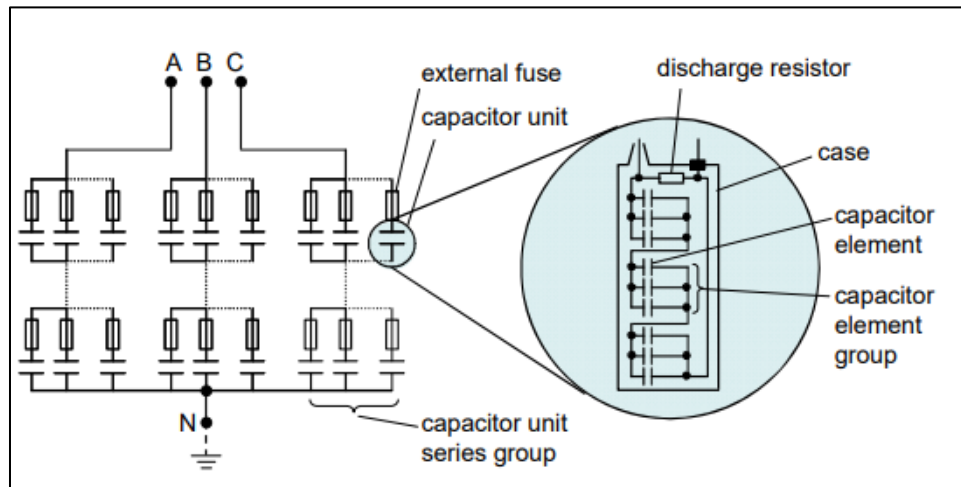 A B C
external fuse
capacitor unit
discharge resistor
case
capacitor
element
capacitor
element
group
N
capacitor unit
series group